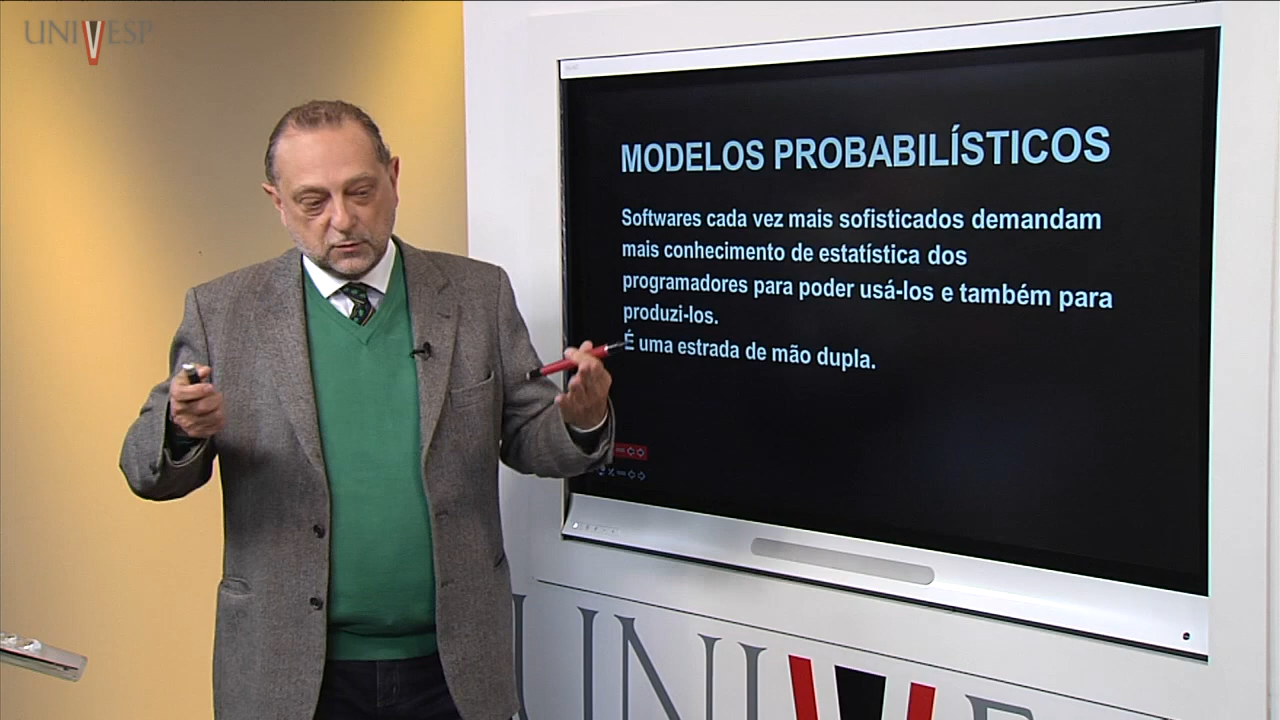 UNIVESP
MODELOS PROBABILÍSTICOS
Softwares cada vez mais sofisticados demandam
mais conhecimento de estatística dos
programadores para poder usá-los e também para
produzi-los.
É uma estrada de mão dupla.
UNIVE